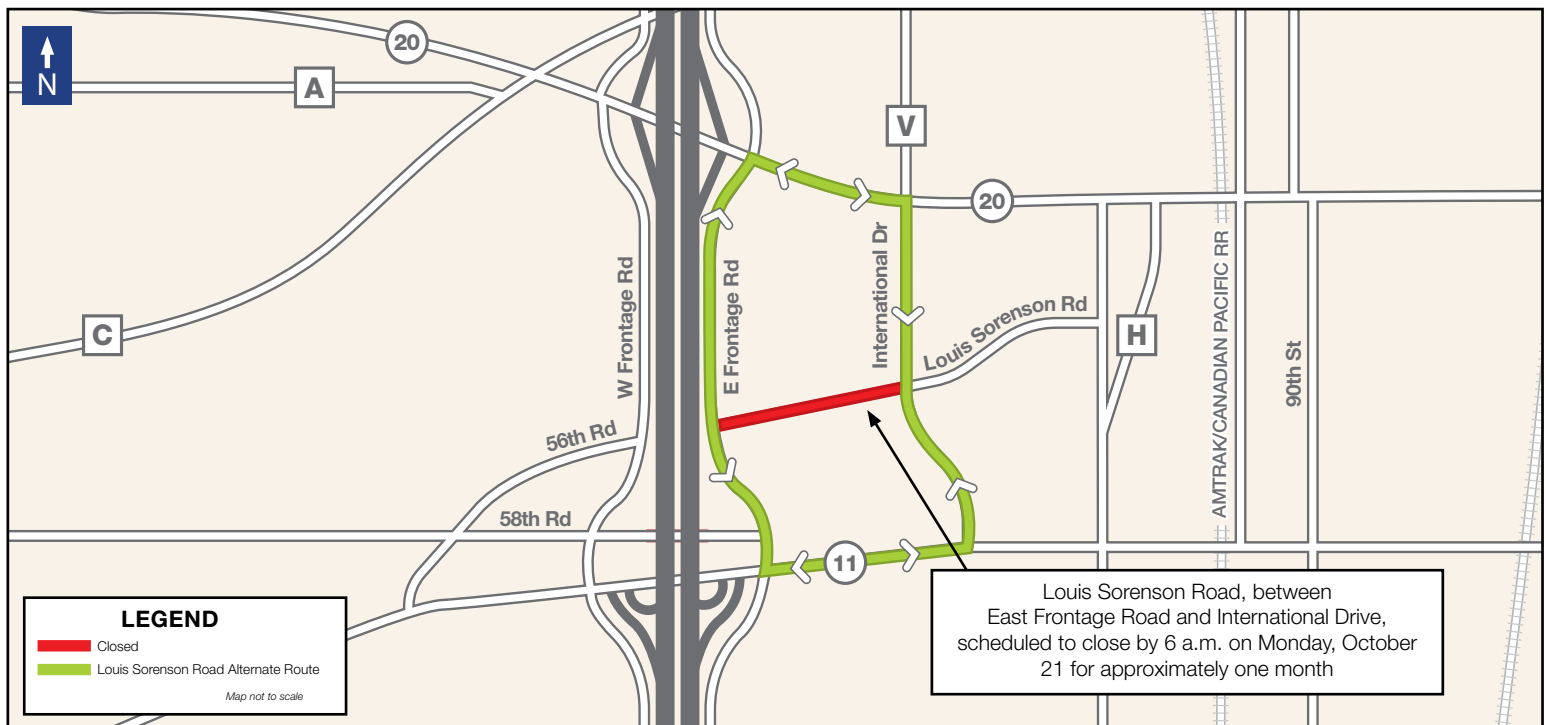 N
20
A
V
20
C
W Frontage Rd
E Frontage Rd
International Dr
Louis Sorenson Rd
H
AMTRAK/CANADIAN PACIFIC RR
90th St
56th Rd
58th Rd
11
LEGEND
Closed
Louis Sorenson Road Alternate Route
Map not to scale
Louis Sorenson Road, between
East Frontage Road and International Drive,
scheduled to close by 6 a.m. on Monday, October
21 for approximately one month